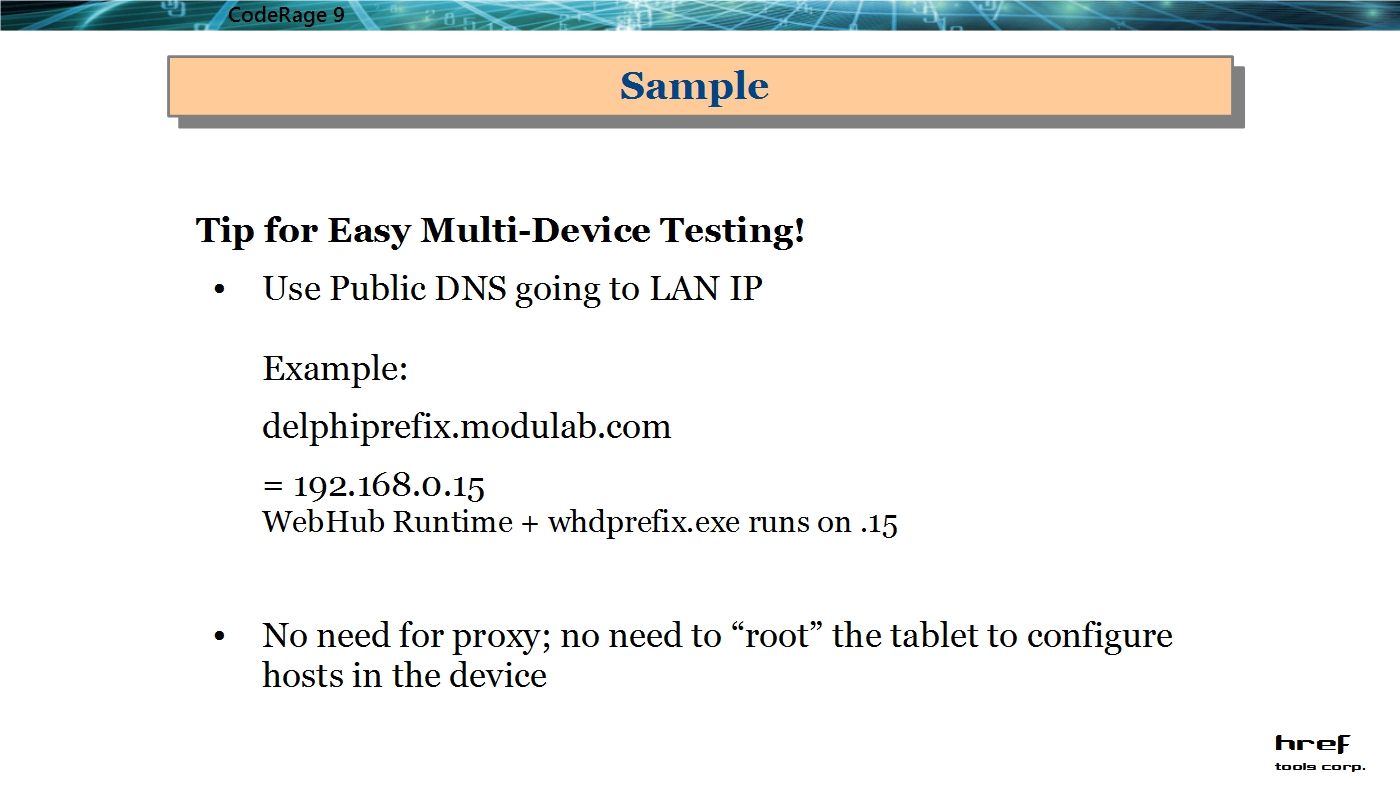 CodeRage 9
Sample
Tip for Easy Multi-Device Testing!
• Use Public DNS going to LAN IP
Example:
delphiprefix.modulab.com
= 192.168.0.15
WebHub Runtime + whdprefix.exe runs on .15
• No need for proxy; no need to “root” the tablet to configure
hosts in the device
href
tools corp.